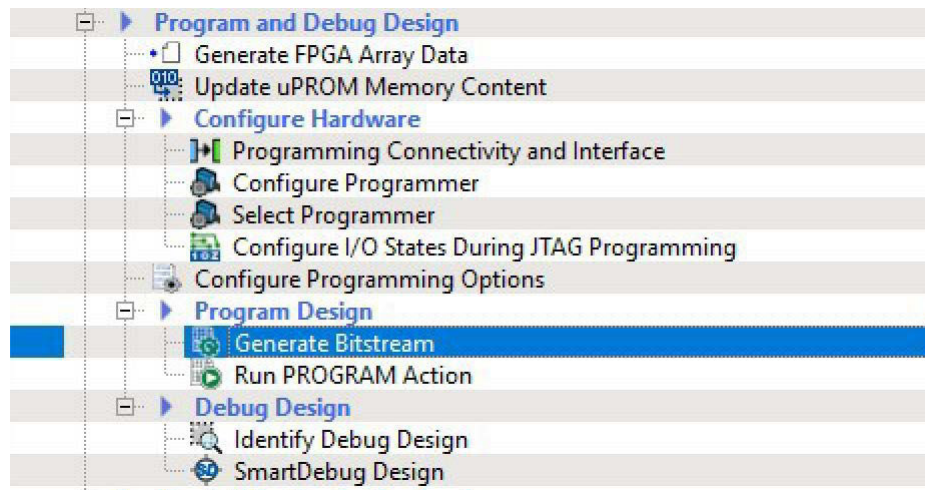 Program and Debug Design
Generate FPGA Array Data
Update uPROM Memory Content
Configure Hardware
Programming Connectivity and Interface
Configure Programmer
Select Programmer
Configure I/O States During JTAG Programming
Configure Programming Options
Program Design
Generate Bitstream
Run PROGRAM Action
Debug Design
Identify Debug Design
SmartDebug Design